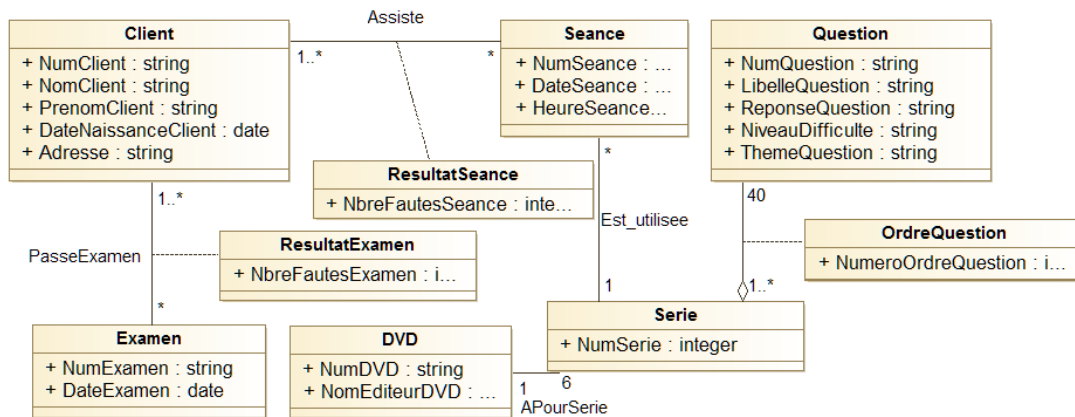 Assiste
Client
+ NumClient : string
+ NomClient : string
+ PrenomClient : string
+ DateNaissanceClient : date
+ Adresse : string
1..*
*
Seance
+ NumSeance : ...
+ DateSeance : ...
+ HeureSeance...
Question
+ NumQuestion : string
+ LibelleQuestion : string
+ ReponseQuestion : string
+ NiveauDifficulte : string
+ ThemeQuestion : string
ResultatSeance
+ NbreFautesSeance : inte...
1..*
*
40
Est_utilisee
PasseExamen
ResultatExamen
+ NbreFautesExamen : i...
OrdreQuestion
+ NumeroOrdreQuestion : i...
*
1
1..*
Examen
+ NumExamen : string
+ DateExamen : date
DVD
+ NumDVD : string
+ NomEditeurDVD : ...
Serie
+ NumSerie : integer
1
6
APourSerie